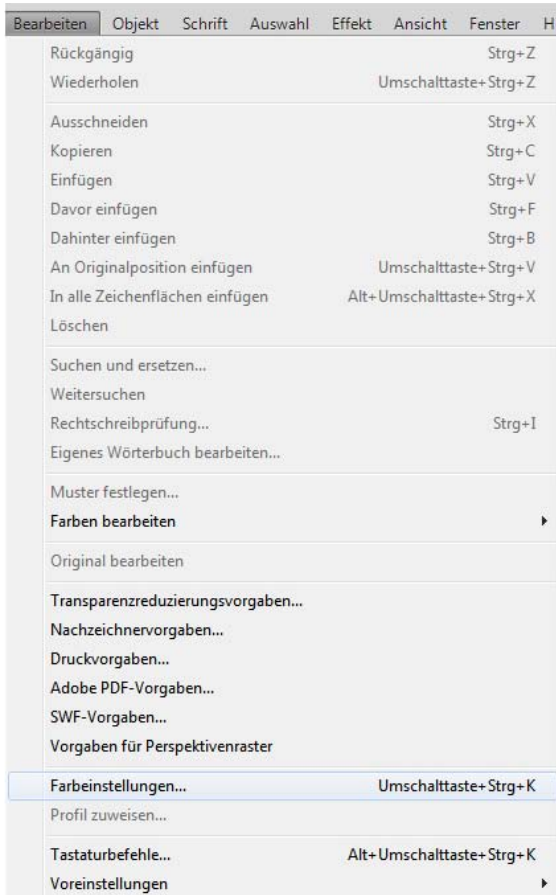 Bearbeiten Objekt Schrift Auswahl Effekt Ansicht Fenster H
Rückgängig Strg+Z
Wiederholen Umschalttaste+Strg+Z
Ausschneiden Strg+X
Kopieren Strg+C
Einfügen Strg+V
Davor einfügen Strg+F
Dahinter einfügen Strg+B
An Originalposition einfügen Umschalttaste+Strg+V
In alle Zeichenflächen einfügen Alt+Umschalttaste+Strg+X
Löschen
Suchen und ersetzen...
Weitersuchen
Rechtschreibprüfung... Strg+I
Eigenes Wörterbuch bearbeiten...
Muster festlegen...
Farben bearbeiten
Original bearbeiten
Transparenzreduzierungsvorgaben...
Nachzeichnervorgaben...
Druckvorgaben...
Adobe PDF-Vorgaben...
SWF-Vorgaben...
Vorgaben für Perspektivenraster
Farbeinstellungen... Umschalttaste+Strg+K
Profil zuweisen...
Tastaturbefehle... Alt+Umschalttaste+Strg+K
Voreinstellungen